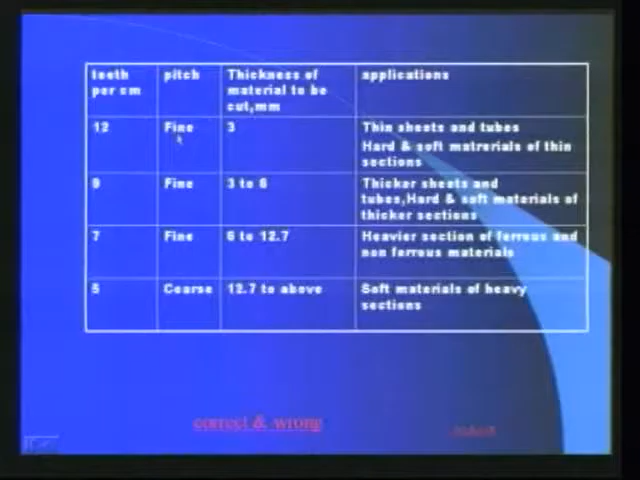 teeth per cm
pitch
Thickness of material to be cut,mm
applications
12
Fine
3
Thin sheets and tubes
Hard & soft matrerials of thin sections
9
Fine
3 to 6
Thicker sheets and tubes,Hard & soft materials of thicker sections
7
Fine
6 to 12.7
Heavier section of ferrous and non ferrous materials
5
Coarse
12.7 to above
Soft materials of heavy sections
correct & wrong